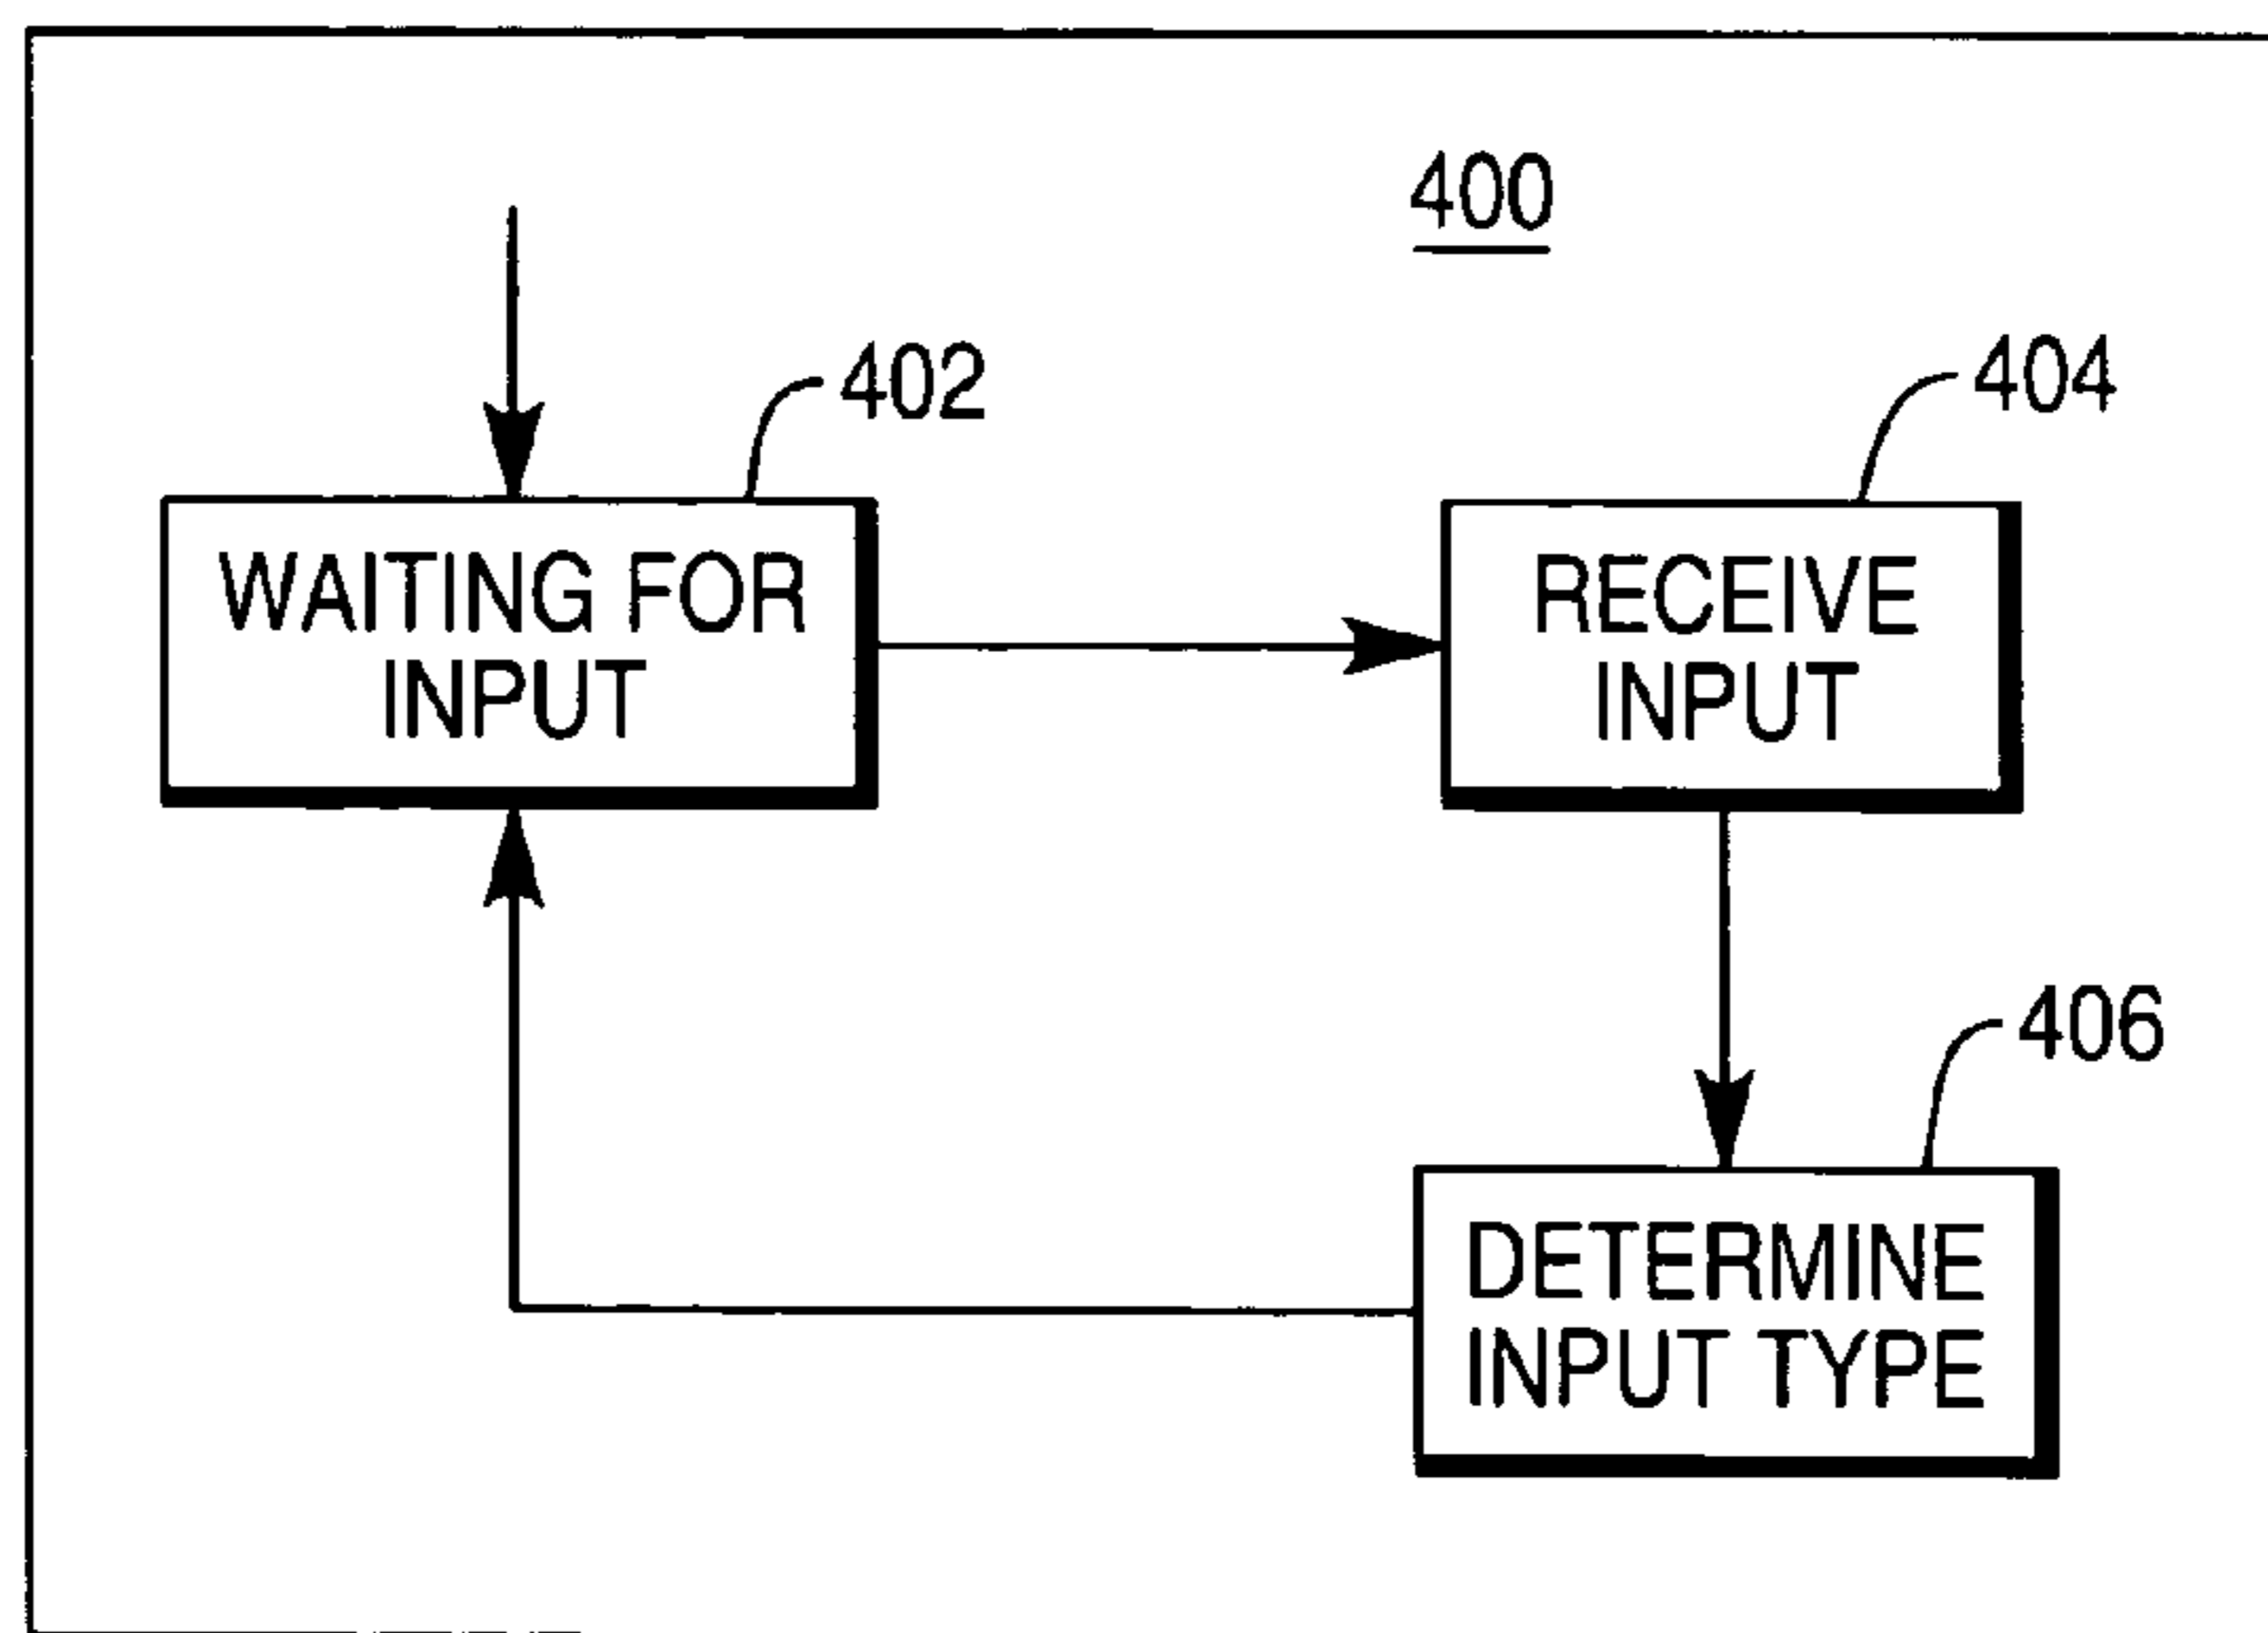 400
402
404
WAITING FOR
INPUT
RECEIVE
INPUT
406
DETERMINE
INPUT TYPE